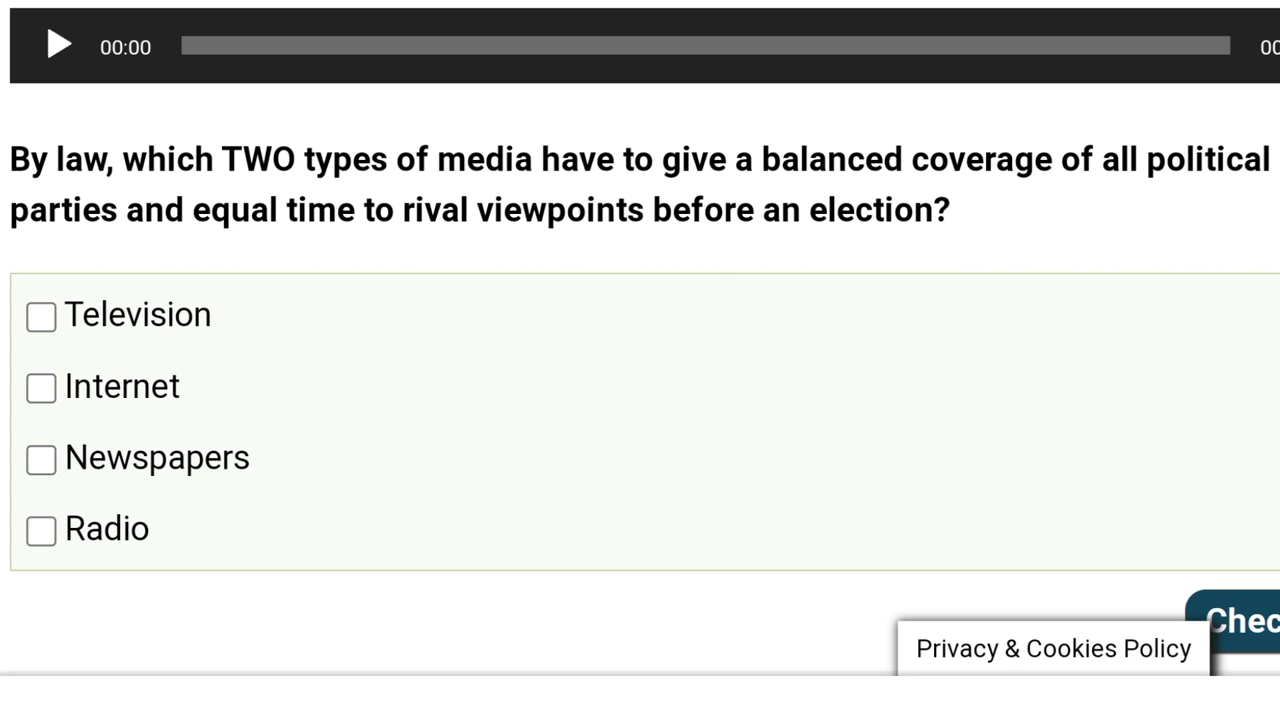 00:00
By law, which TWO types of media have to give a balanced coverage of all political
parties and equal time to rival viewpoints before an election?
Television
Internet
Newspapers
Radio
Chec
Privacy & Cookies Policy